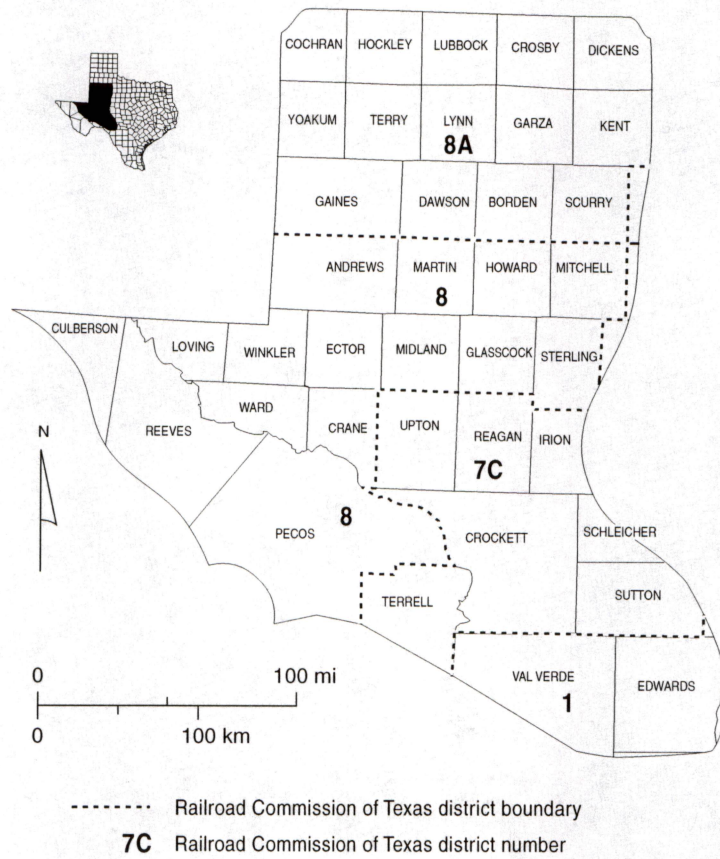 COCHRAN HOCKLEY LUBBOCK CROSBY DICKENS
YOAKUM TERRY LYNN GARZA KENT
8A
GAINES DAWSON BORDEN SCURRY
ANDREWS MARTIN HOWARD MITCHELL
8
CULBERSON LOVING WINKLER ECTOR MIDLAND GLASSCOCK STERLING
WARD
REEVES CRANE UPTON REAGAN IRION
N
7C
8
PECOS CROCKETT SCHLEICHER
TERRELL SUTTON
VAL VERDE EDWARDS
1
0 100 mi
0 100 km
Railroad Commission of Texas district boundary
7C Railroad Commission of Texas district number